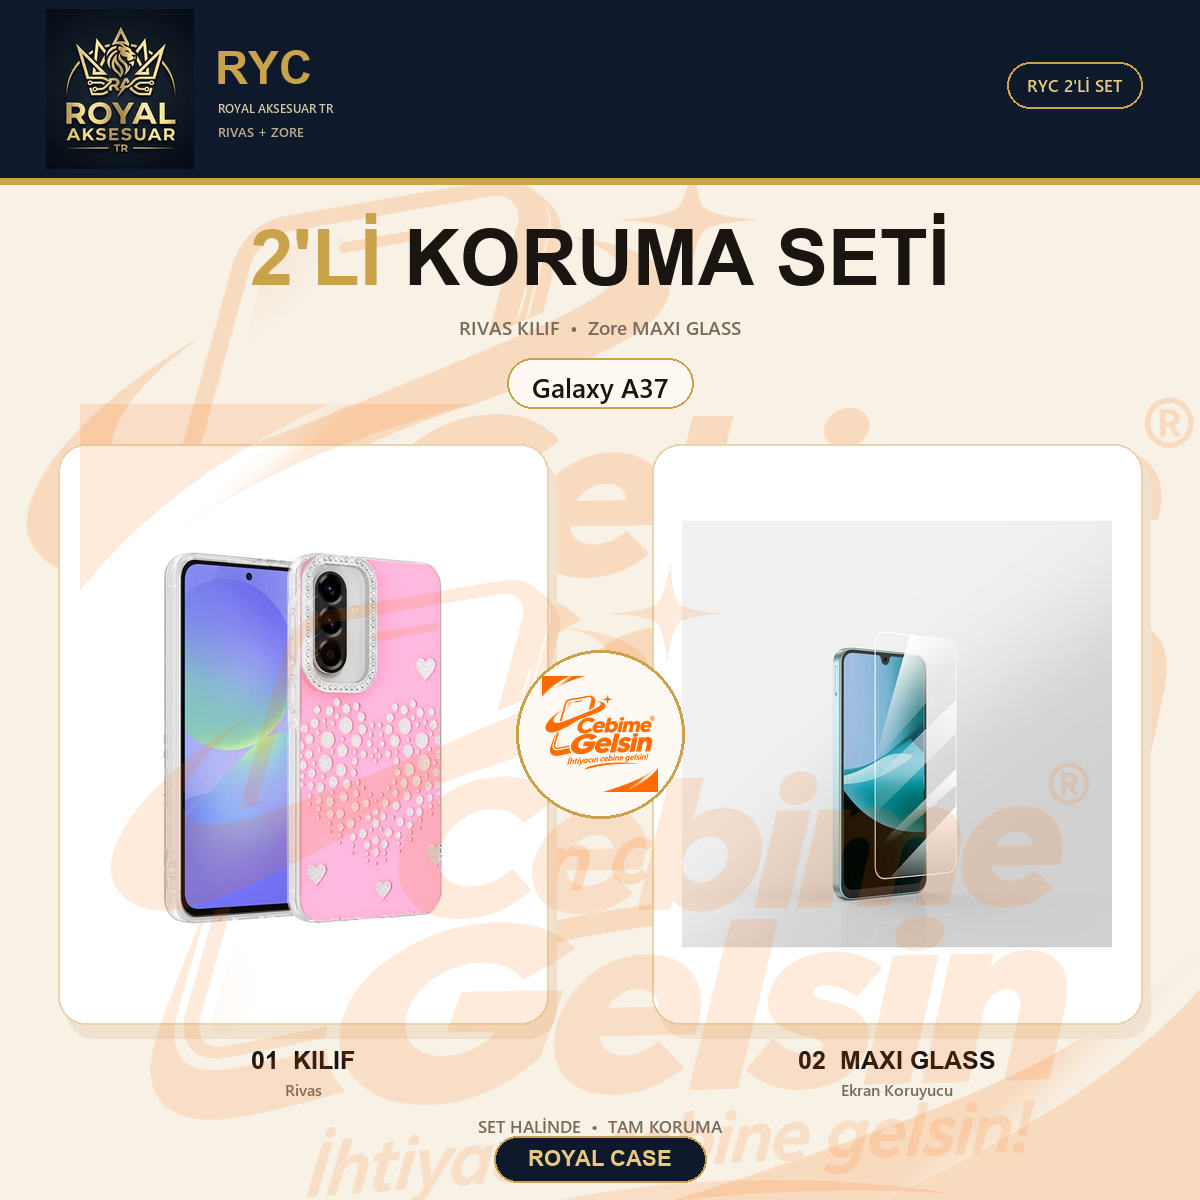 ROYAL
AKSESUAR
TR
RYC
ROYAL AKSESUAR TR
RIVAS + ZORE
RYC 2'Lİ SET
2'Lİ KORUMA SETİ
RIVAS KILIF • Zore MAXI GLASS
Galaxy A37
Cebime®
Gelsin
İhtiyacın cebine gelsin!
Cebime®
Gelsin
01 KILIF
Rivas
02 MAXI GLASS
Ekran Koruyucu
SET HALİNDE • TAM KORUMA
ROYAL CASE